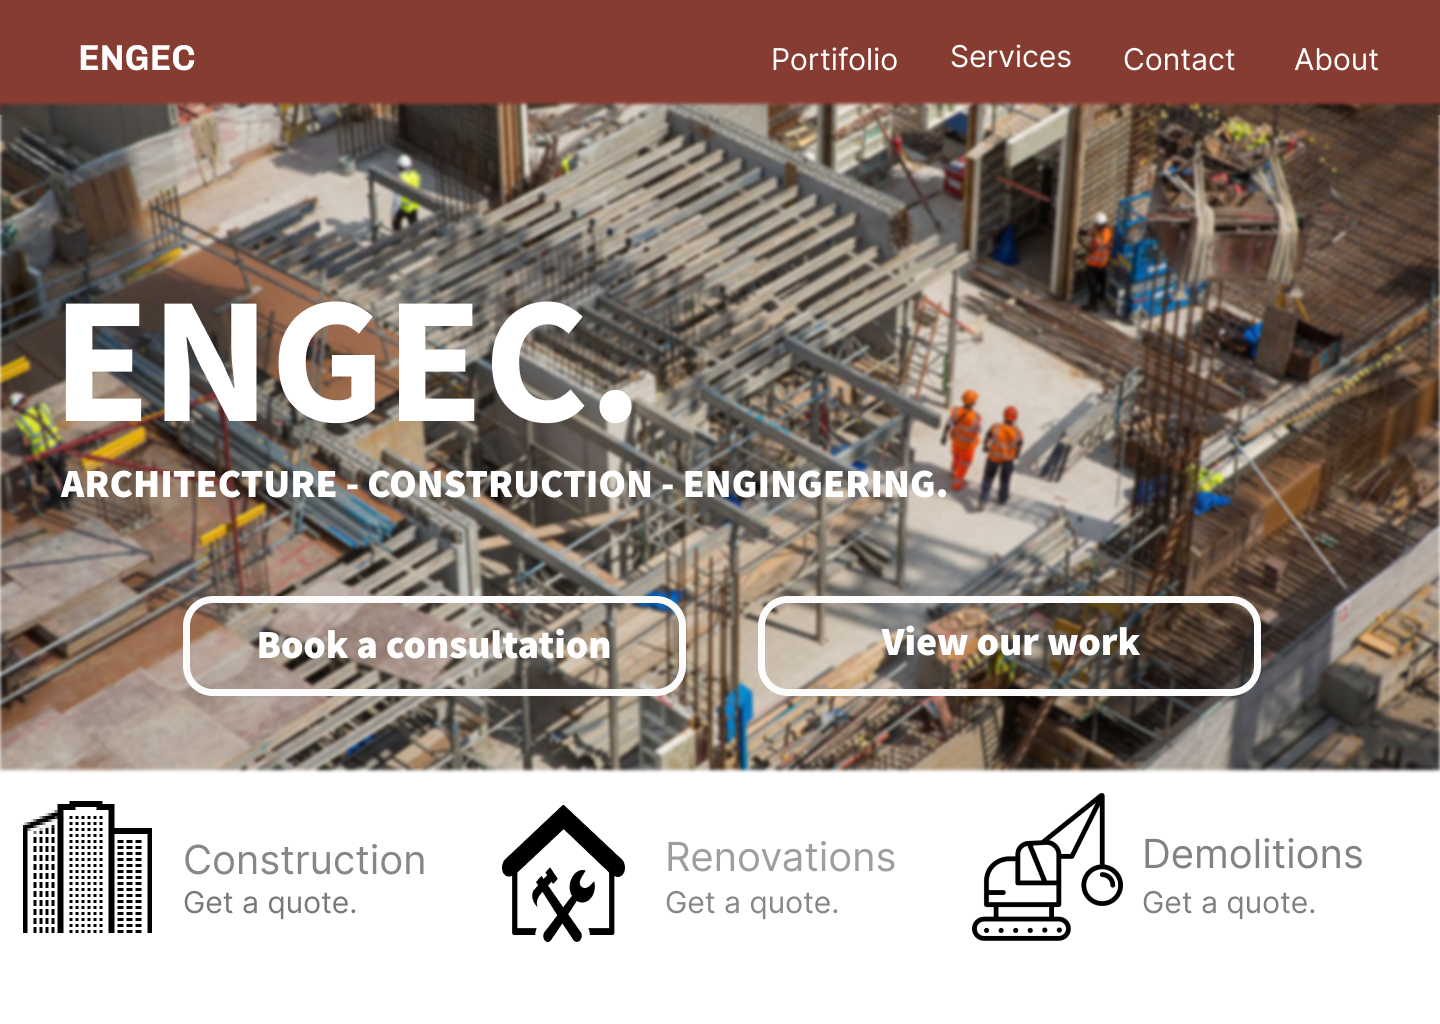 ENGEC Portifolio Services Contact About
ENGEC.
ARCHITECTURE - CONSTRUCTION - ENGINGERING.
Book a consultation View our work
Construction
Get a quote.
Renovations
Get a quote.
Demolitions
Get a quote.